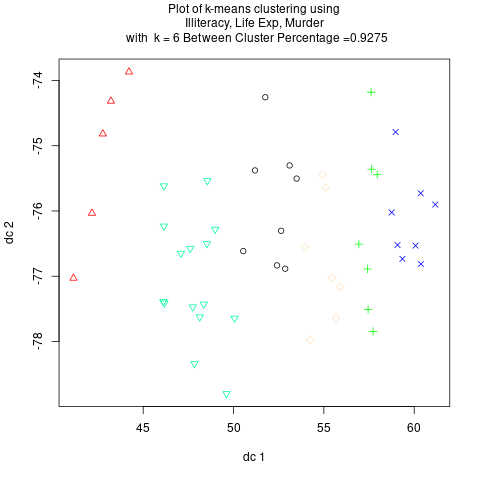 Plot of k-means clustering using
Illiteracy, Life Exp, Murder
with k = 6 Between Cluster Percentage =0.9275
-74
-75
-76
-77
-78
dc 2
45 50 55 60
dc 1